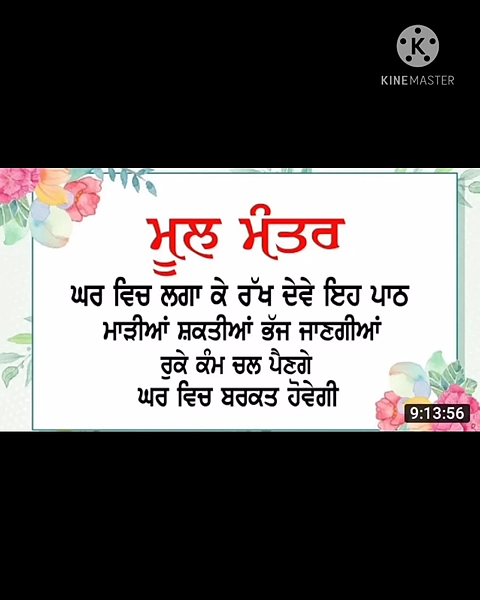 KINEMASTER
ਮੂਲ ਮੰਤਰ
ਘਰ ਵਿਚ ਲਗਾ ਕੇ ਰੱਖ ਦੇਵੇ ਇਹ ਪਾਠ
ਮਾੜੀਆਂ ਸ਼ਕਤੀਆਂ ਭੱਜ ਜਾਣਗੀਆਂ
ਰੁਕੇ ਕੰਮ ਚਲ ਪੈਣਗੇ
ਘਰ ਵਿਚ ਬਰਕਤ ਹੋਵੇਗੀ
9:13:56